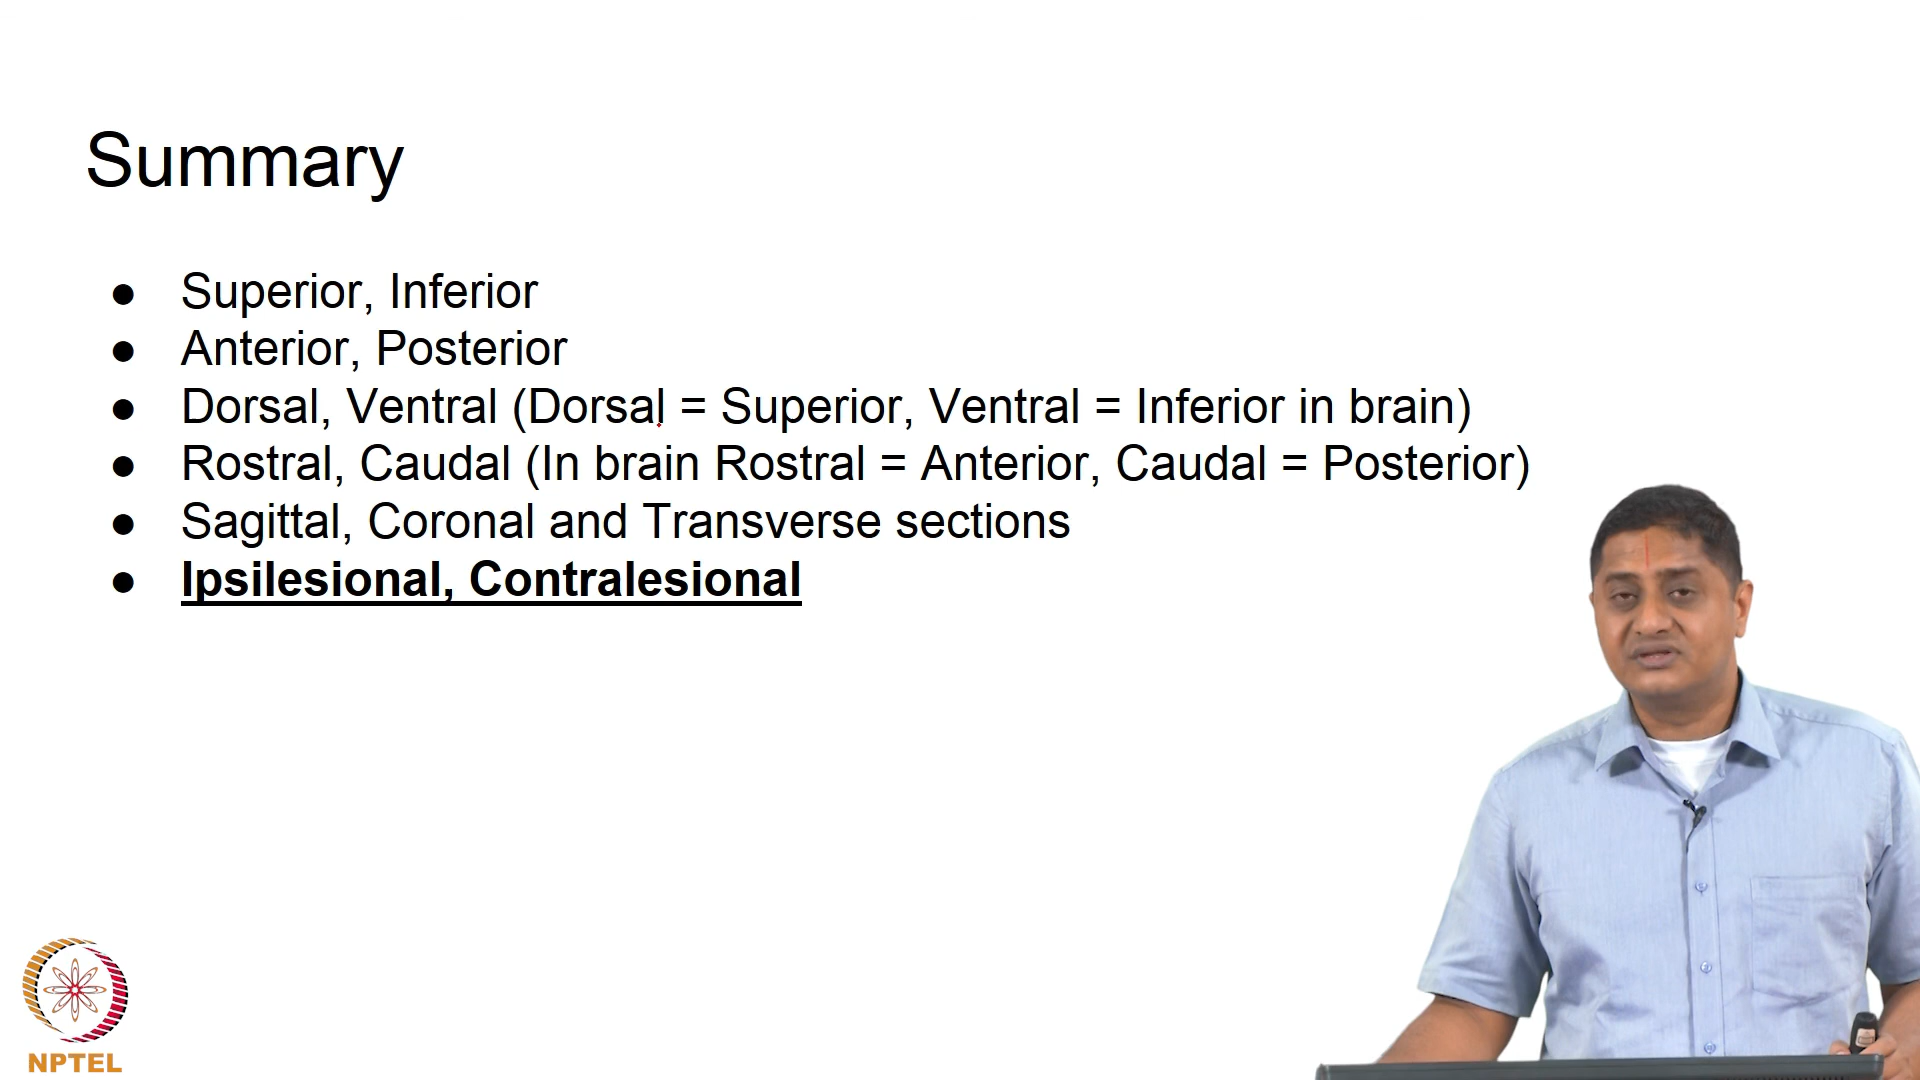 Summary
● Superior, Inferior
● Anterior, Posterior
● Dorsal, Ventral (Dorsal = Superior, Ventral = Inferior in brain)
● Rostral, Caudal (In brain Rostral = Anterior, Caudal = Posterior)
● Sagittal, Coronal and Transverse sections
● Ipsilesional, Contralesional
NPTEL